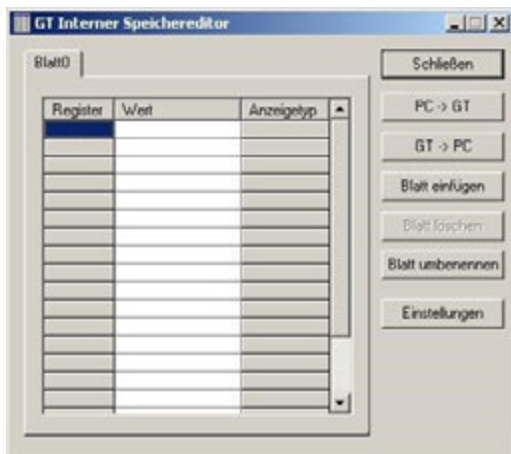 GT Interner Speichereditor
Blatt0
Register Wert Anzeigetyp
Schließen
PC -> GT
GT -> PC
Blatt einfügen
Blatt löschen
Blatt umbenennen
Einstellungen